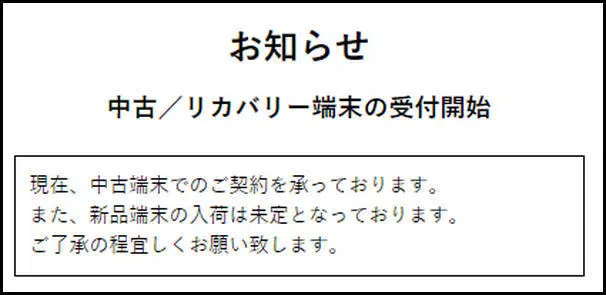 お知らせ
中古／リカバリー端末の受付開始
現在、中古端末でのご契約を承っております。
また、新品端末の入荷は未定となっております。
ご了承の程宜しくお願い致します。